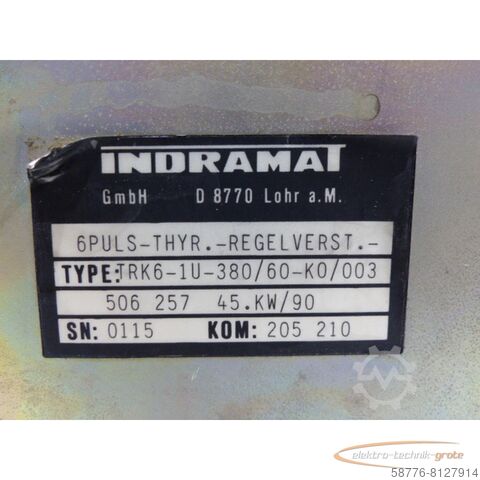 INDRAMAT
GmbH D 8770 Lohr a.M.
6PULS-THYR.-REGELVERST.-
TYPE: TRK6-1U-380/60-KO/003
506 257 45.KW/90
SN: 0115 KOM: 205 210
elektro-technik-grote
58776-8127914